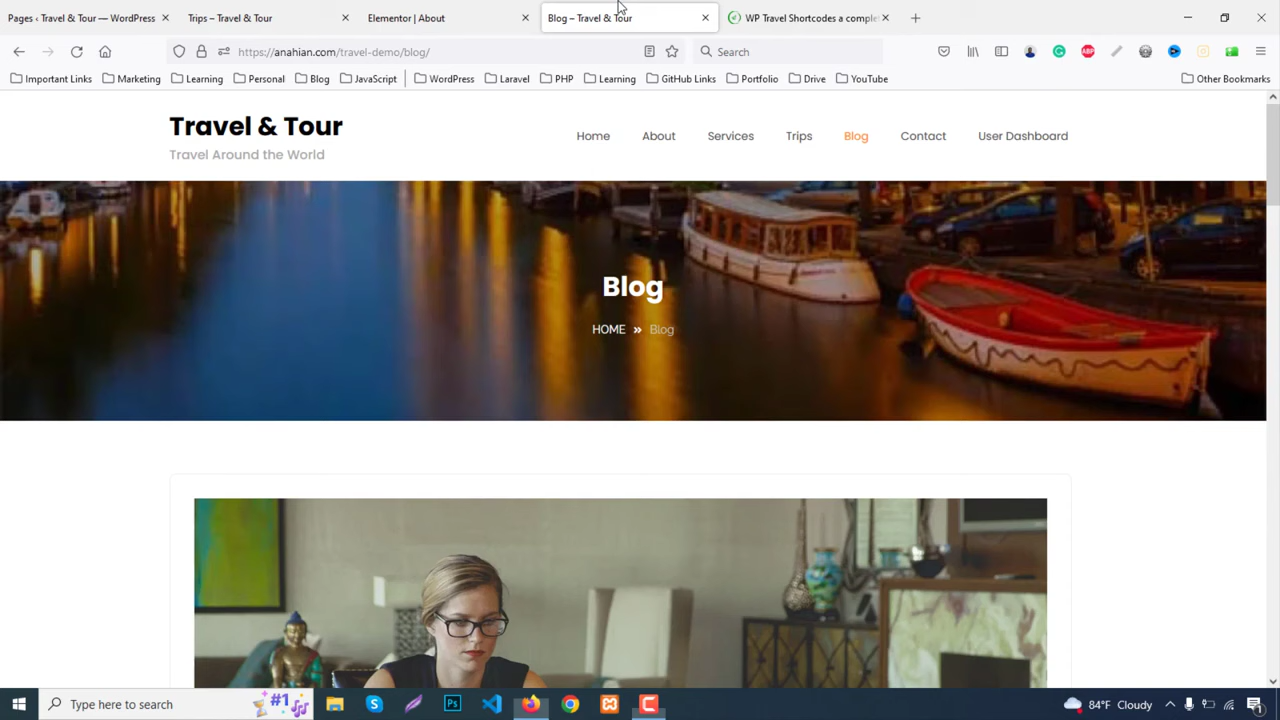 Pages ‹ Travel & Tour — WordPress
Trips – Travel & Tour
Elementor | About
Blog – Travel & Tour
WP Travel Shortcodes a comple
https://anahian.com/travel-demo/blog/
Search
Important Links
Marketing
Learning
Personal
Blog
JavaScript
WordPress
Laravel
PHP
Learning
GitHub Links
Portfolio
Drive
YouTube
Other Bookmarks
Travel & Tour
Travel Around the World
Home
About
Services
Trips
Blog
Contact
User Dashboard
Blog
HOME » Blog
Type here to search
#1
84°F Cloudy